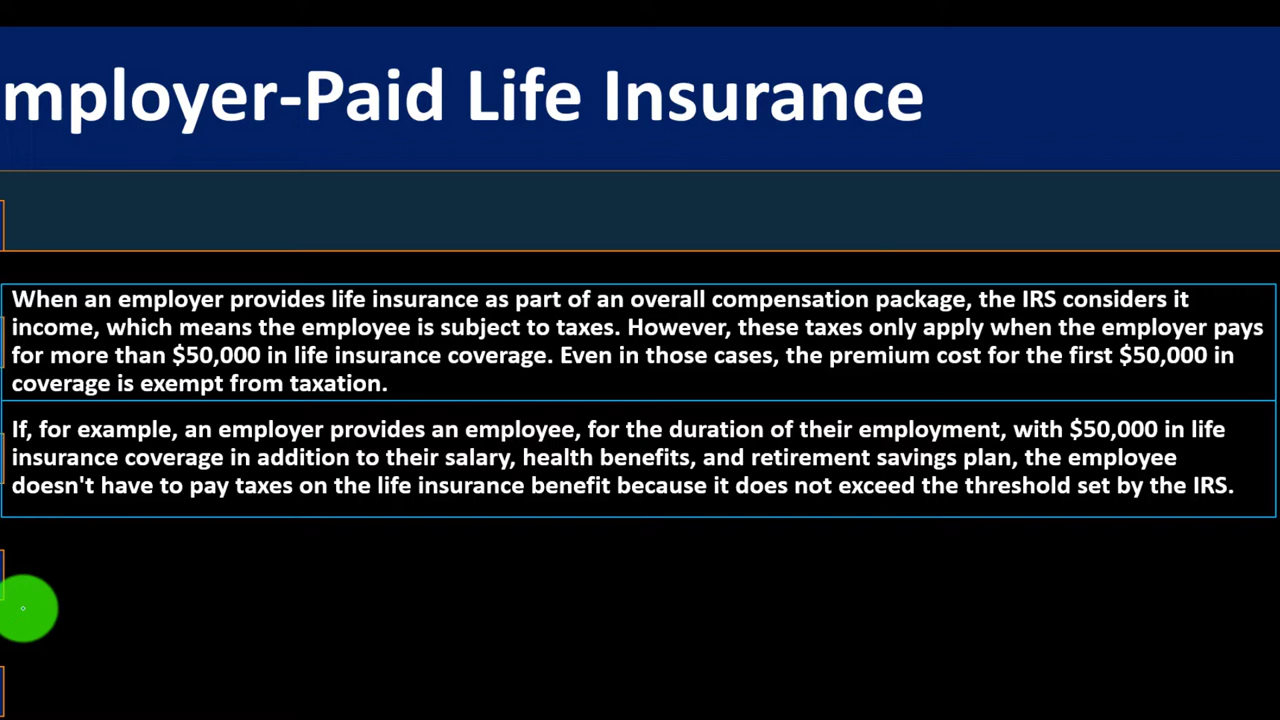 mployer-Paid Life Insurance
When an employer provides life insurance as part of an overall compensation package, the IRS considers it
income, which means the employee is subject to taxes. However, these taxes only apply when the employer pays
for more than $50,000 in life insurance coverage. Even in those cases, the premium cost for the first $50,000 in
coverage is exempt from taxation.
If, for example, an employer provides an employee, for the duration of their employment, with $50,000 in life
insurance coverage in addition to their salary, health benefits, and retirement savings plan, the employee
doesn't have to pay taxes on the life insurance benefit because it does not exceed the threshold set by the IRS.